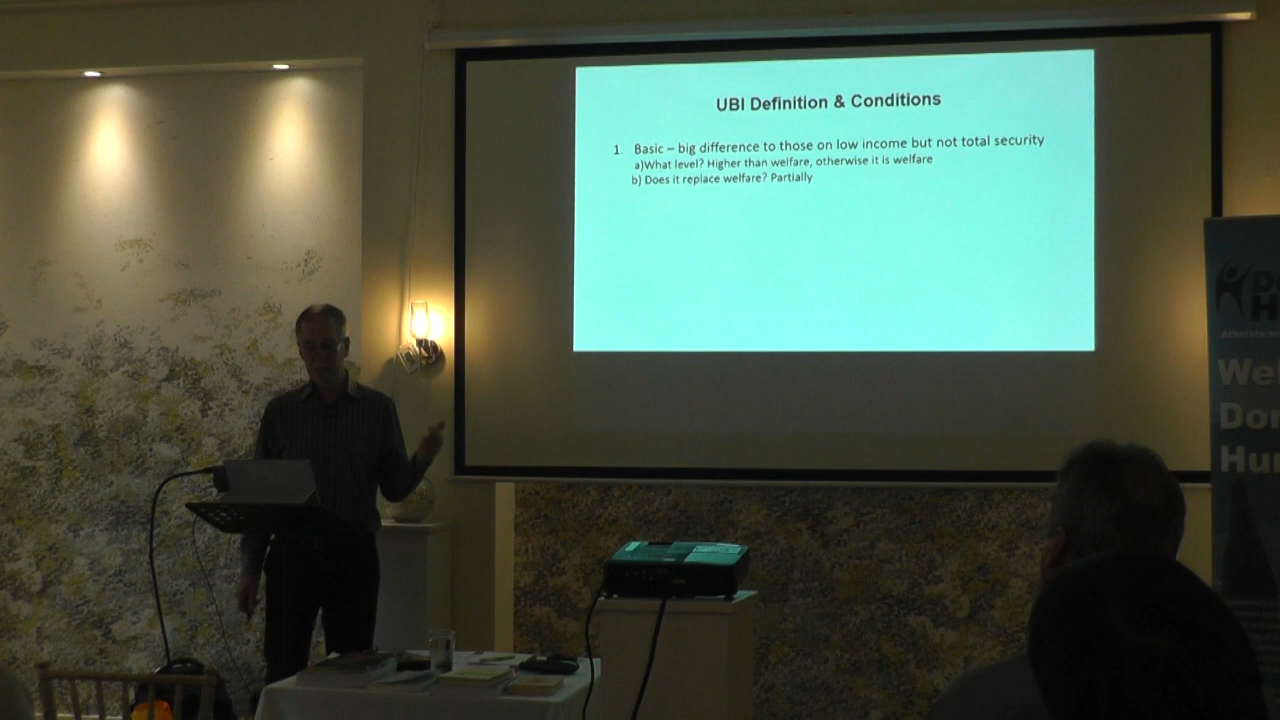 UBI Definition & Conditions
1. Basic – big difference to those on low income but not total security
a)What level? Higher than welfare, otherwise it is welfare
b) Does it replace welfare? Partially